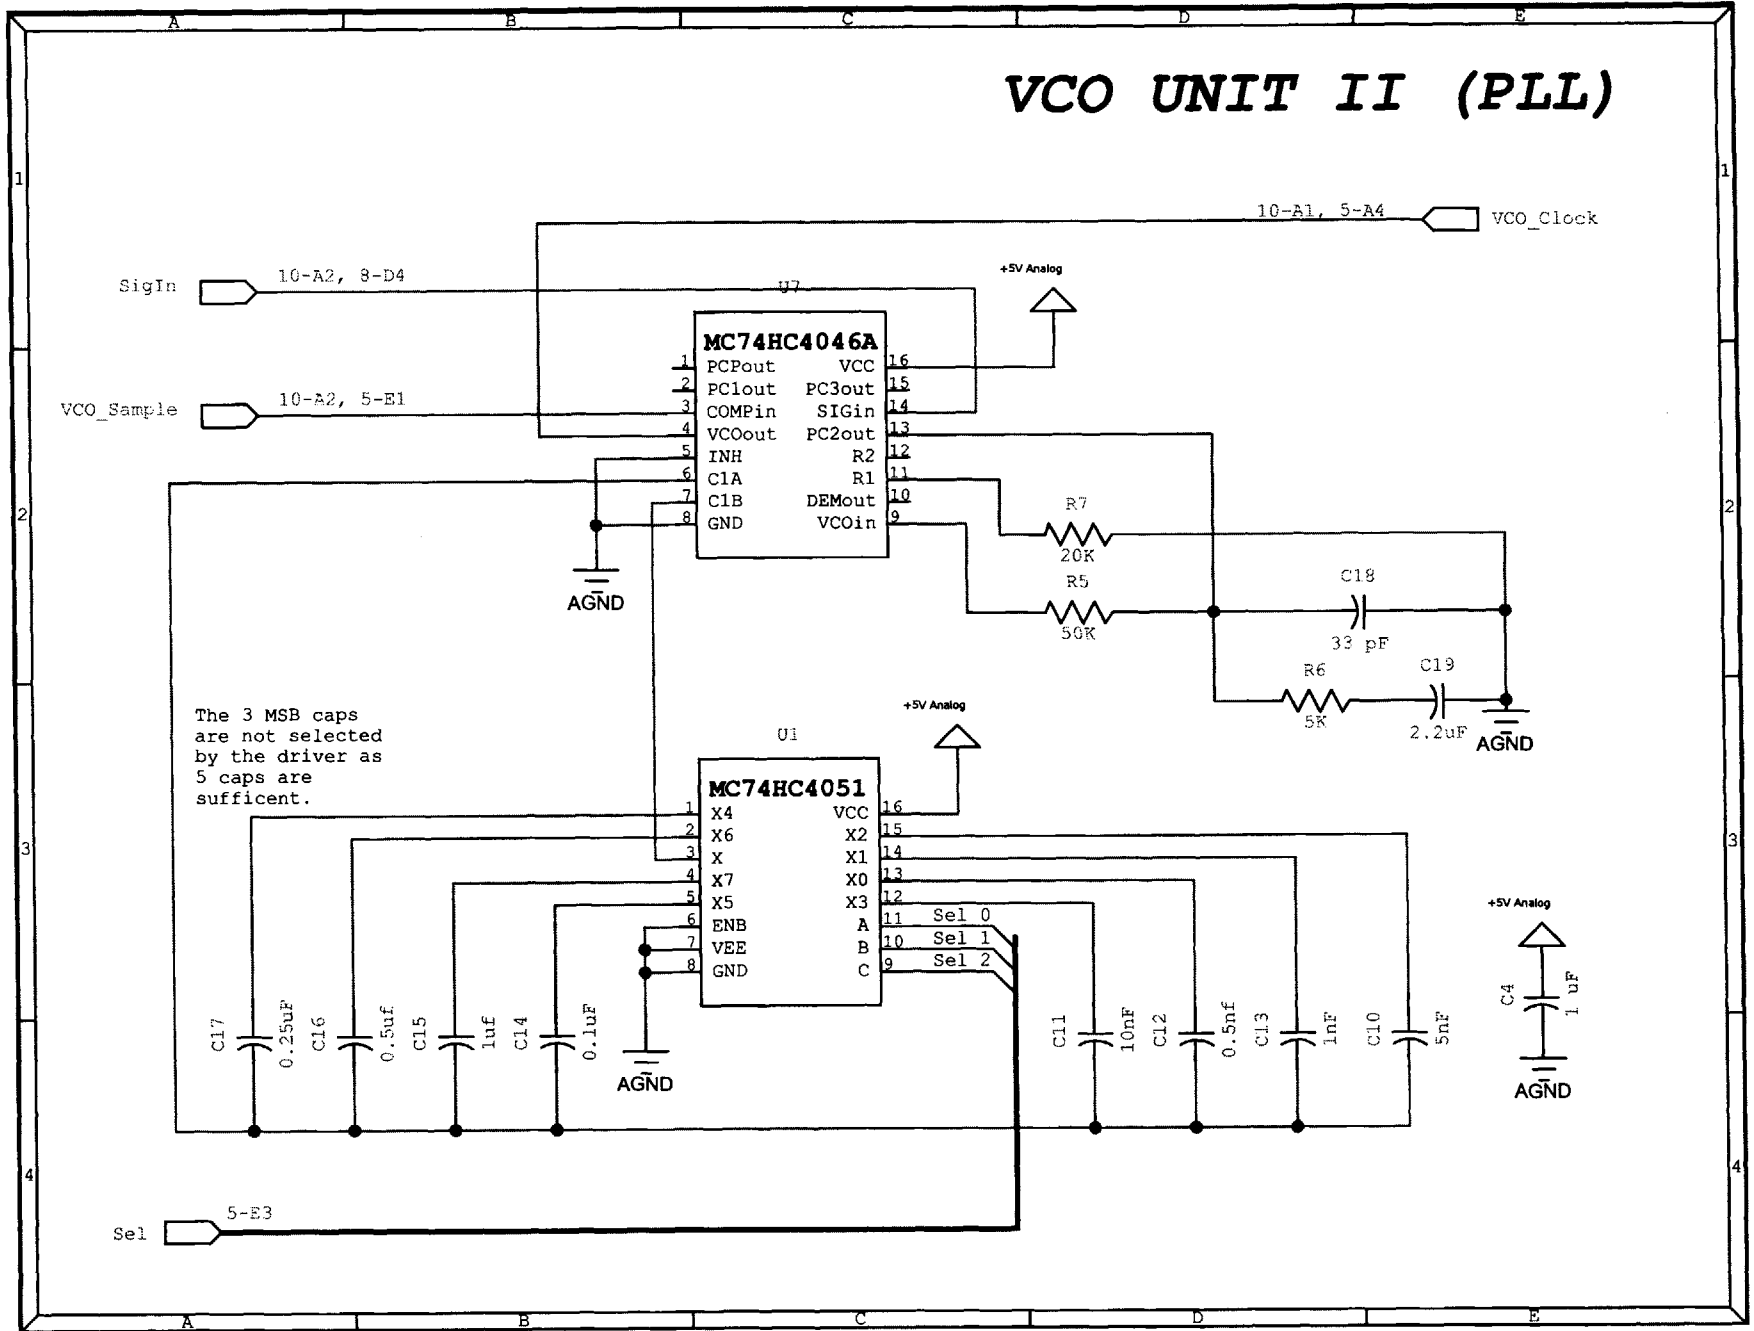 A B C D E
VCO UNIT II (PLL)
1 1
10-A1, 5-A4 VCO_Clock
SigIn 10-A2, 8-D4
+5V Analog
U7
MC74HC4046A
1 PCPout VCC 16
2 PC1out PC3out 15
VCO_Sample 10-A2, 5-E1
3 COMPin SIGin 14
4 VCOout PC2out 13
5 INH R2 12
6 C1A R1 11
7 C1B DEMout 10
8 GND VCOin 9
2 2
R7
20K
R5
50K
AGND
C18
33 pF
R6
5K
C19
2.2uF
AGND
The 3 MSB caps
are not selected
by the driver as
5 caps are
sufficent.
+5V Analog
U1
MC74HC4051
1 X4 VCC 16
2 X6 X2 15
3 X X1 14
4 X7 X0 13
5 X5 X3 12
6 ENB A 11 Sel 0
7 VEE B 10 Sel 1
8 GND C 9 Sel 2
3 3
+5V Analog
C17 0.25uF
C16 0.5uf
C15 1uf
C14 0.1uF
AGND
C11 10nF
C12 0.5nf
C13 1nF
C10 5nF
C4 1 uF
AGND
4 4
Sel 5-E3
A B C D E